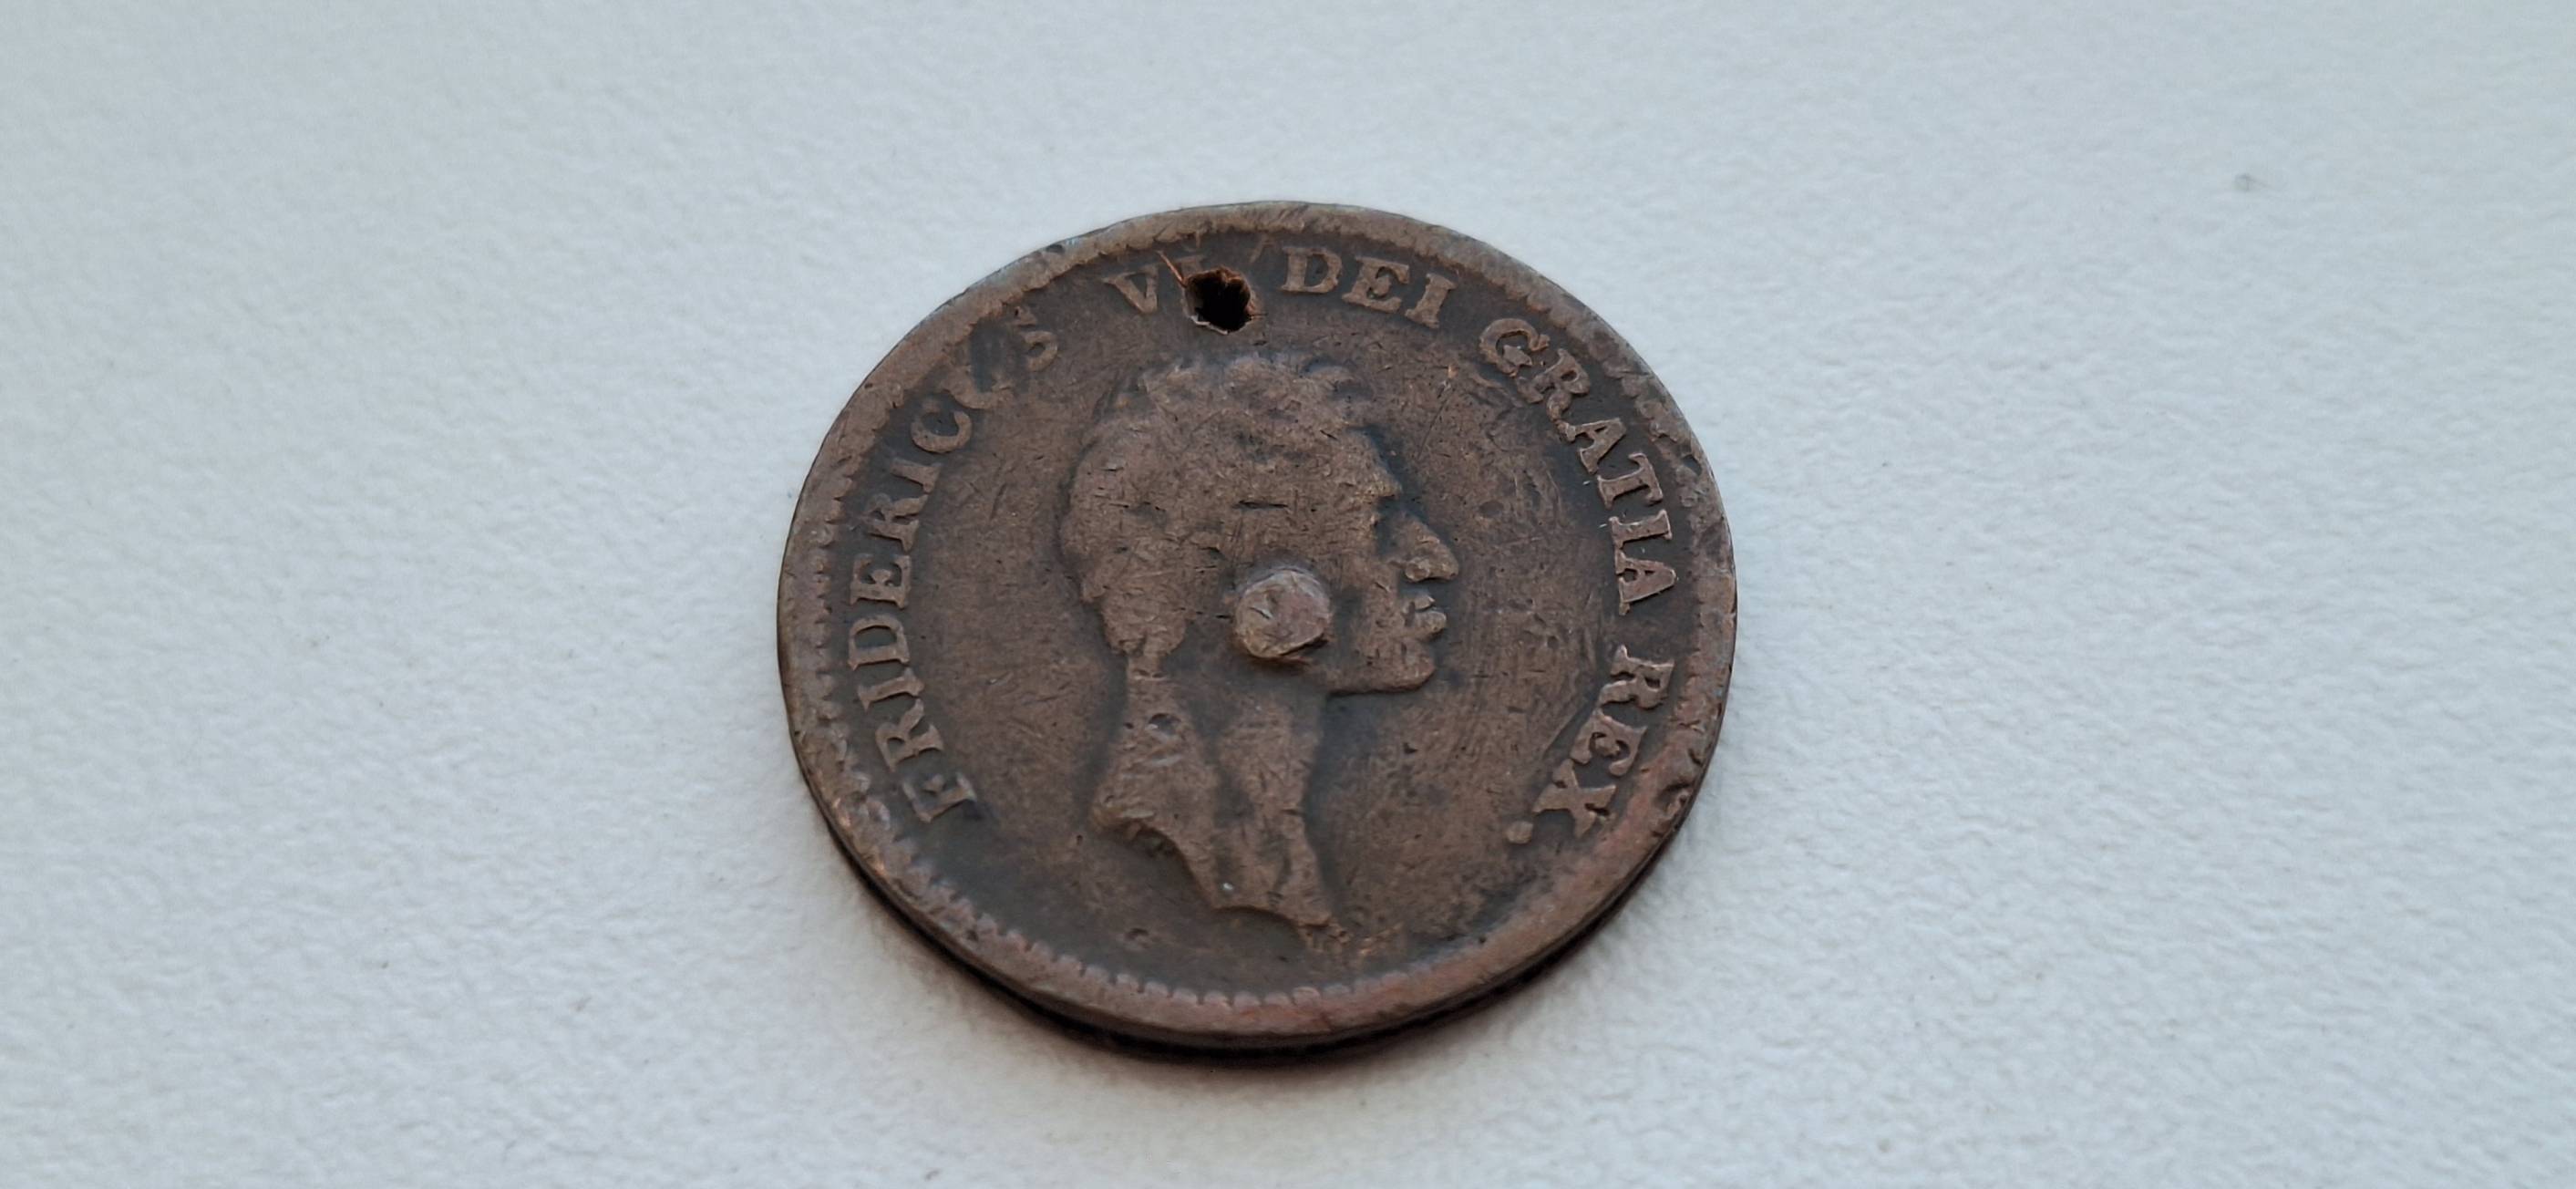 FRIDERICUS VI DEI GRATIA REX.